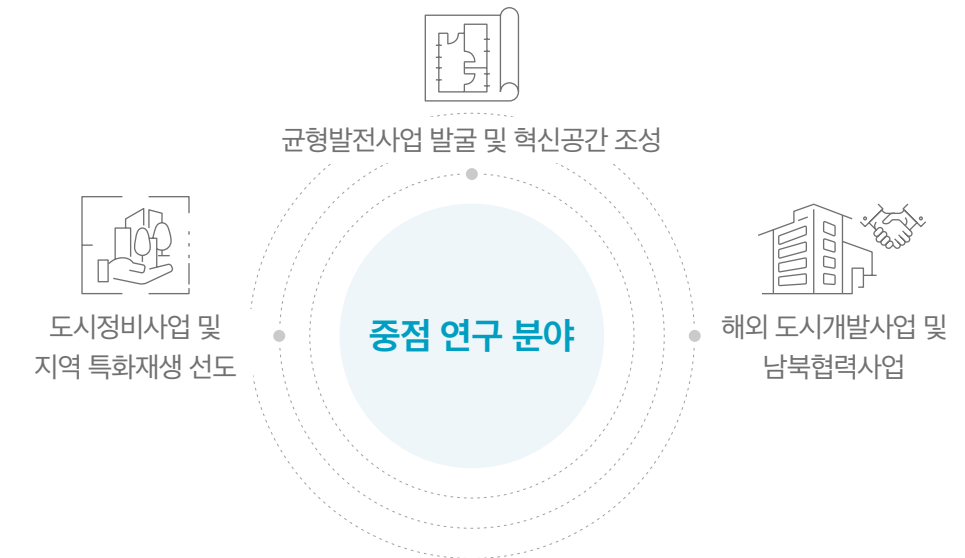 균형발전사업 발굴 및 혁신공간 조성
도시정비사업 및
지역 특화재생 선도
중점 연구 분야
해외 도시개발사업 및
남북협력사업